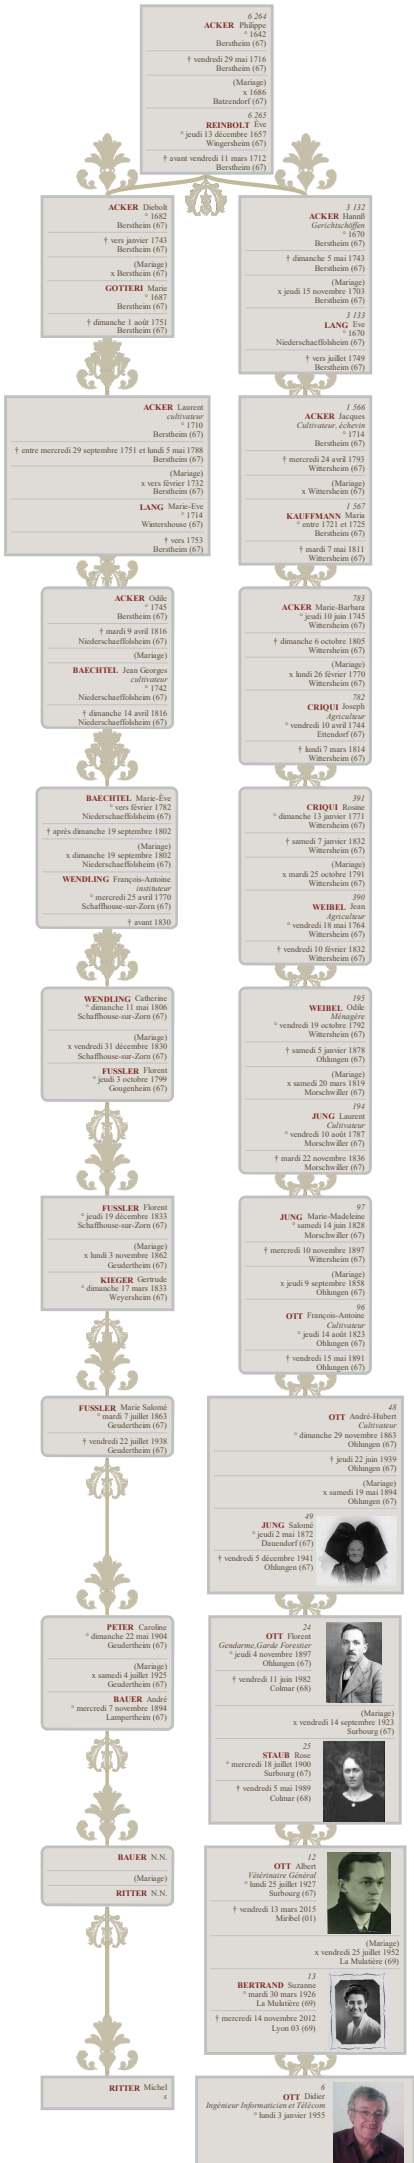 6 264
ACKER Philippe
° 1642
Berstheim (67)
† vendredi 29 mai 1716
Berstheim (67)
(Mariage)
x 1686
Batzendorf (67)
6 265
REINBOLT Ève
° jeudi 13 décembre 1657
Wingersheim (67)
† avant vendredi 11 mars 1712
Berstheim (67)
ACKER Diebolt
° 1682
Berstheim (67)
† vers janvier 1743
Berstheim (67)
(Mariage)
x Berstheim (67)
GOTTERI Marie
° 1687
Berstheim (67)
† dimanche 1 août 1751
Berstheim (67)
3 132
ACKER Hannß
Gerichtschöffen
° 1670
Berstheim (67)
† dimanche 5 mai 1743
Berstheim (67)
(Mariage)
x jeudi 15 novembre 1703
Berstheim (67)
3 133
LANG Eve
° 1670
Niederschaeffolsheim (67)
† vers juillet 1749
Berstheim (67)
ACKER Laurent
cultivateur
° 1710
Berstheim (67)
† entre mercredi 29 septembre 1751 et lundi 5 mai 1788
Berstheim (67)
(Mariage)
x vers février 1732
Berstheim (67)
LANG Marie-Eve
° 1714
Wintershouse (67)
† vers 1753
Berstheim (67)
1 566
ACKER Jacques
Cultivateur, échevin
° 1714
Berstheim (67)
† mercredi 24 avril 1793
Wittersheim (67)
(Mariage)
x Wittersheim (67)
1 567
KAUFFMANN Maria
° entre 1721 et 1725
Berstheim (67)
† mardi 7 mai 1811
Wittersheim (67)
ACKER Odile
° 1745
Berstheim (67)
† mardi 9 avril 1816
Niederschaeffolsheim (67)
(Mariage)
BAECHTEL Jean Georges
cultivateur
° 1742
Niederschaeffolsheim (67)
† dimanche 14 avril 1816
Niederschaeffolsheim (67)
783
ACKER Marie-Barbara
° jeudi 10 juin 1745
Wittersheim (67)
† dimanche 6 octobre 1805
Wittersheim (67)
(Mariage)
x lundi 26 février 1770
Wittersheim (67)
782
CRIQUI Joseph
Agriculteur
° vendredi 10 avril 1744
Ettendorf (67)
† lundi 7 mars 1814
Wittersheim (67)
BAECHTEL Marie-Ève
° vers février 1782
Niederschaeffolsheim (67)
† après dimanche 19 septembre 1802
(Mariage)
x dimanche 19 septembre 1802
Niederschaeffolsheim (67)
WENDLING François-Antoine
instituteur
° mercredi 25 avril 1770
Schaffhouse-sur-Zorn (67)
† avant 1830
391
CRIQUI Rosine
° dimanche 13 janvier 1771
Wittersheim (67)
† samedi 7 janvier 1832
Wittersheim (67)
(Mariage)
x mardi 25 octobre 1791
Wittersheim (67)
390
WEIBEL Jean
Agriculteur
° vendredi 18 mai 1764
Wittersheim (67)
† vendredi 10 février 1832
Wittersheim (67)
WENDLING Catherine
° dimanche 11 mai 1806
Schaffhouse-sur-Zorn (67)
(Mariage)
x vendredi 31 décembre 1830
Schaffhouse-sur-Zorn (67)
FUSSLER Florent
° jeudi 3 octobre 1799
Gougenheim (67)
195
WEIBEL Odile
Ménagère
° vendredi 19 octobre 1792
Wittersheim (67)
† samedi 5 janvier 1878
Ohlungen (67)
(Mariage)
x samedi 20 mars 1819
Morschwiller (67)
194
JUNG Laurent
Cultivateur
° vendredi 10 août 1787
Morschwiller (67)
† mardi 22 novembre 1836
Morschwiller (67)
FUSSLER Florent
° jeudi 19 décembre 1833
Schaffhouse-sur-Zorn (67)
(Mariage)
x lundi 3 novembre 1862
Geudertheim (67)
KIEGER Gertrude
° dimanche 17 mars 1833
Weyersheim (67)
97
JUNG Marie-Madeleine
° samedi 14 juin 1828
Morschwiller (67)
† mercredi 10 novembre 1897
Wittersheim (67)
(Mariage)
x jeudi 9 septembre 1858
Ohlungen (67)
96
OTT François-Antoine
Cultivateur
° jeudi 14 août 1823
Ohlungen (67)
† vendredi 15 mai 1891
Ohlungen (67)
FUSSLER Marie Salomé
° mardi 7 juillet 1863
Geudertheim (67)
† vendredi 22 juillet 1938
Geudertheim (67)
48
OTT André-Hubert
Cultivateur
° dimanche 29 novembre 1863
Ohlungen (67)
† jeudi 22 juin 1939
Ohlungen (67)
(Mariage)
x samedi 19 mai 1894
Ohlungen (67)
49
JUNG Salomé
° jeudi 2 mai 1872
Dauendorf (67)
† vendredi 5 décembre 1941
Ohlungen (67)
PETER Caroline
° dimanche 22 mai 1904
Geudertheim (67)
(Mariage)
x samedi 4 juillet 1925
Geudertheim (67)
BAUER André
° mercredi 7 novembre 1894
Lampertheim (67)
24
OTT Florent
Gendarme,Garde Forestier
° jeudi 4 novembre 1897
Ohlungen (67)
† vendredi 11 juin 1982
Colmar (68)
(Mariage)
x vendredi 14 septembre 1923
Surbourg (67)
25
STAUB Rose
° mercredi 18 juillet 1900
Surbourg (67)
† vendredi 5 mai 1989
Colmar (68)
BAUER N.N.
(Mariage)
RITTER N.N.
12
OTT Albert
Vétérinaire Général
° lundi 25 juillet 1927
Surbourg (67)
† vendredi 13 mars 2015
Miribel (01)
(Mariage)
x vendredi 25 juillet 1952
La Mulatière (69)
13
BERTRAND Suzanne
° mardi 30 mars 1926
La Mulatière (69)
† mercredi 14 novembre 2012
Lyon 03 (69)
RITTER Michel
s
6
OTT Didier
Ingénieur Informaticien et Télécom
° lundi 3 janvier 1955